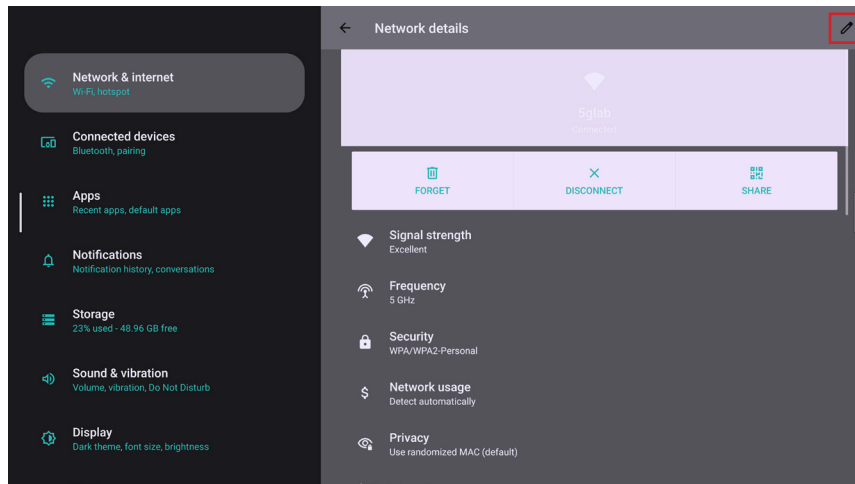 Network & internet
Wi-Fi, hotspot
Connected devices
Bluetooth, pairing
Apps
Recent apps, default apps
Notifications
Notification history, conversations
Storage
23% used - 48.96 GB free
Sound & vibration
Volume, vibration, Do Not Disturb
Display
Dark theme, font size, brightness
Network details
5glab
Connected
FORGET
DISCONNECT
SHARE
Signal strength
Excellent
Frequency
5 GHz
Security
WPA/WPA2-Personal
Network usage
Detect automatically
Privacy
Use randomized MAC (default)